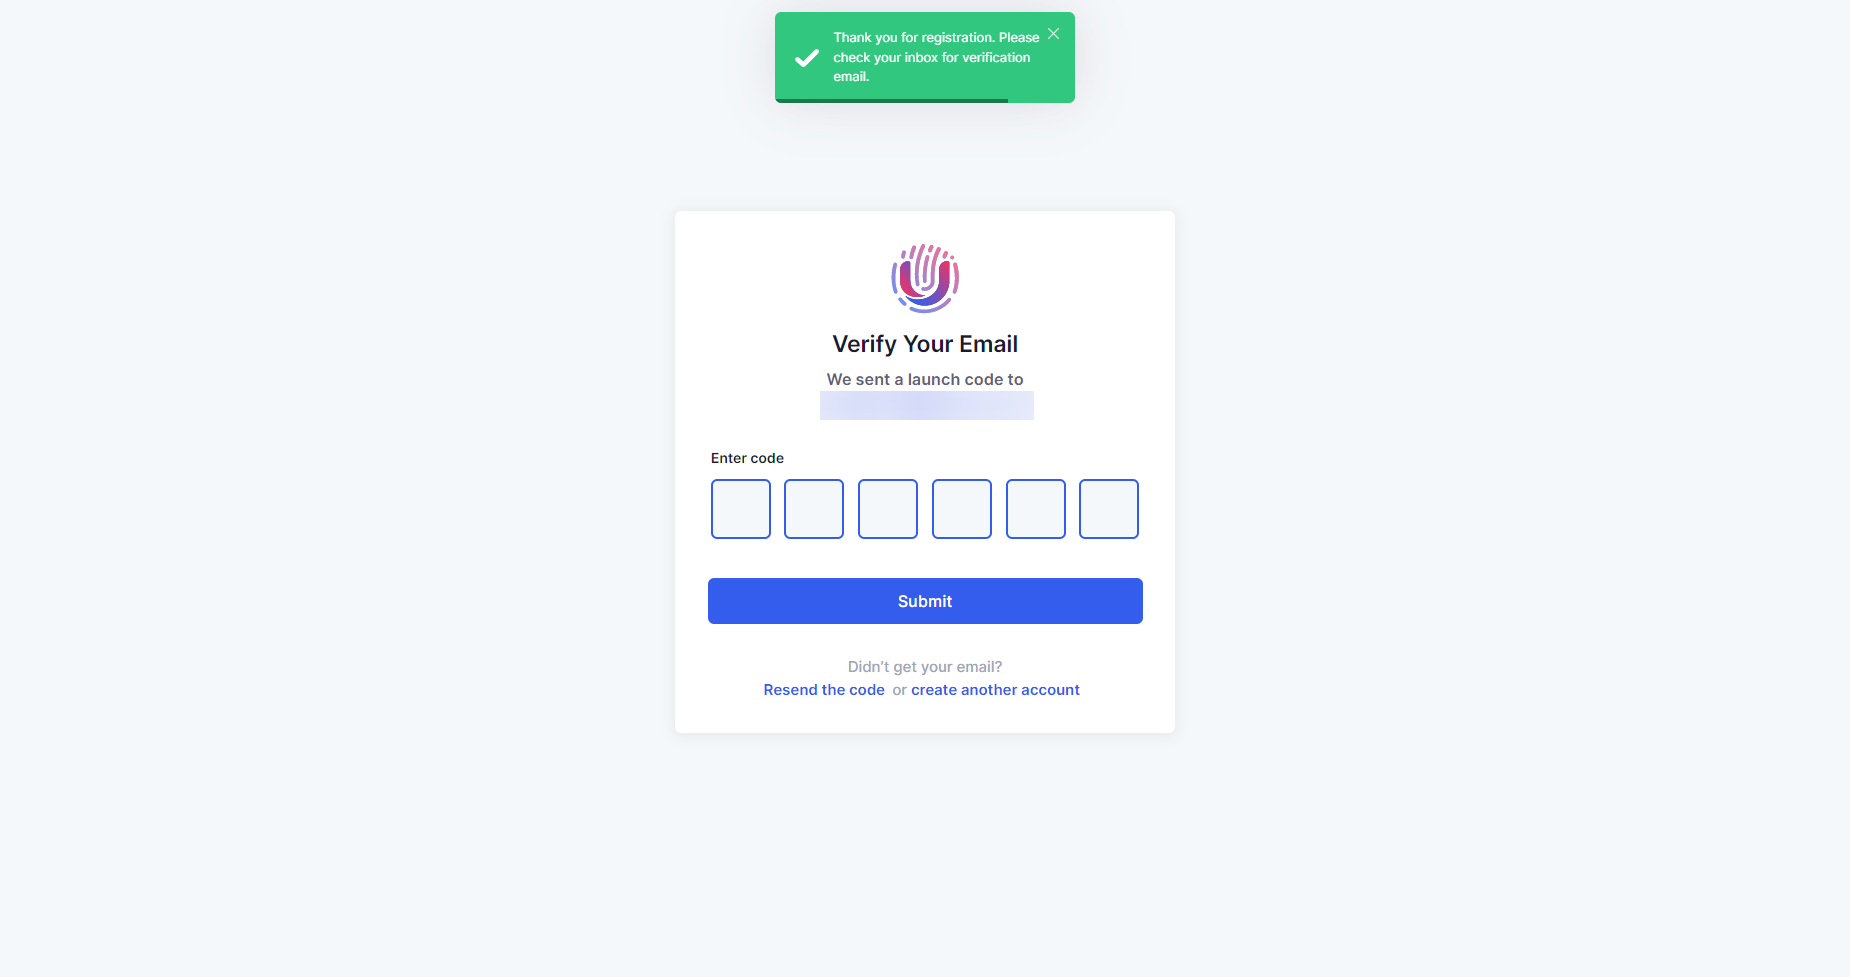 Thank you for registration. Please
check your inbox for verification
email.
Verify Your Email
We sent a launch code to
Enter code
Submit
Didn't get your email?
Resend the code or create another account